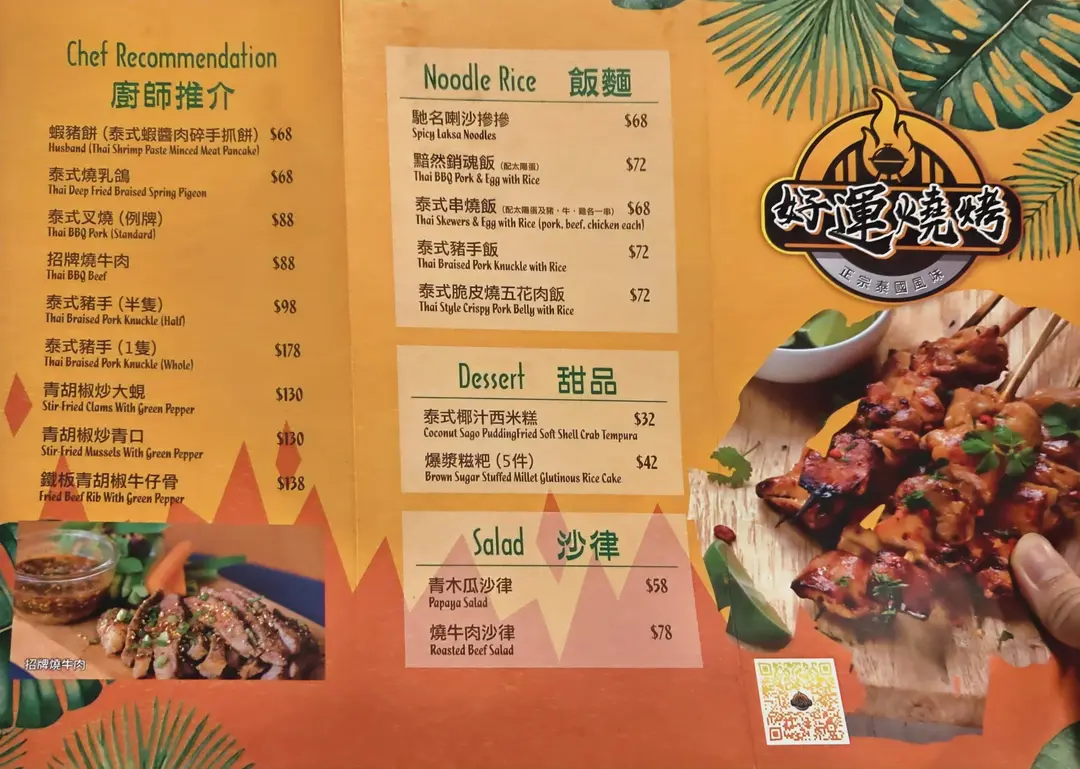 Chef Recommendation
廚師推介
蝦豬餅 (泰式蝦醬肉碎手抓餅) $68
Husband (Thai Shrimp Paste Minced Meat Pancake)
泰式燒乳鴿 $68
Thai Deep Fried Braised Spring Pigeon
泰式叉燒 (例牌) $88
Thai BBQ Pork (Standard)
招牌燒牛肉 $88
Thai BBQ Beef
泰式豬手 (半隻) $98
Thai Braised Pork Knuckle (Half)
泰式豬手 (1隻) $178
Thai Braised Pork Knuckle (Whole)
青胡椒炒大蜆 $130
Stir-Fried Clams With Green Pepper
青胡椒炒青口 $130
Stir-Fried Mussels With Green Pepper
鐵板青胡椒牛仔骨 $138
Fried Beef Rib With Green Pepper
招牌燒牛肉
Noodle Rice 飯麵
馳名喇沙摻摻 $68
Spicy Laksa Noodles
黯然銷魂飯 (配太陽蛋) $72
Thai BBQ Pork & Egg with Rice
泰式串燒飯 (配太陽蛋及豬,牛,雞各一串) $68
Thai Skewers & Egg with Rice (pork, beef, chicken each)
泰式豬手飯 $72
Thai Braised Pork Knuckle with Rice
泰式脆皮燒五花肉飯 $72
Thai Style Crispy Pork Belly with Rice
Dessert 甜品
泰式椰汁西米糕 $32
Coconut Sago PuddingFried Soft Shell Crab Tempura
爆漿糍粑 (5件) $42
Brown Sugar Stuffed Millet Glutinous Rice Cake
Salad 沙律
青木瓜沙律 $58
Papaya Salad
燒牛肉沙律 $78
Roasted Beef Salad
好運燒烤
正宗泰國風味